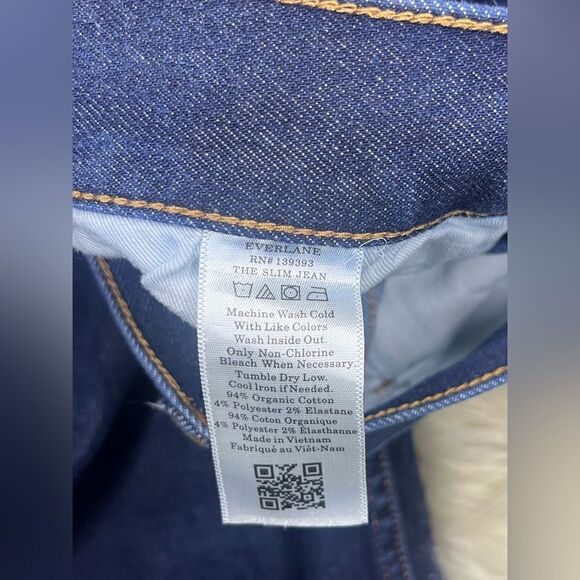 EVERLANE
RN# 139393
THE SLIM JEAN
Machine Wash Cold
With Like Colors
Wash Inside Out.
Only Non-Chlorine
Bleach When Necessary.
Tumble Dry Low.
Cool Iron if Needed.
94% Organic Cotton
4% Polyester 2% Elastane
94% Coton Organique
4% Polyester 2% Élasthanne
Made in Vietnam
Fabriqué au Viêt-Nam